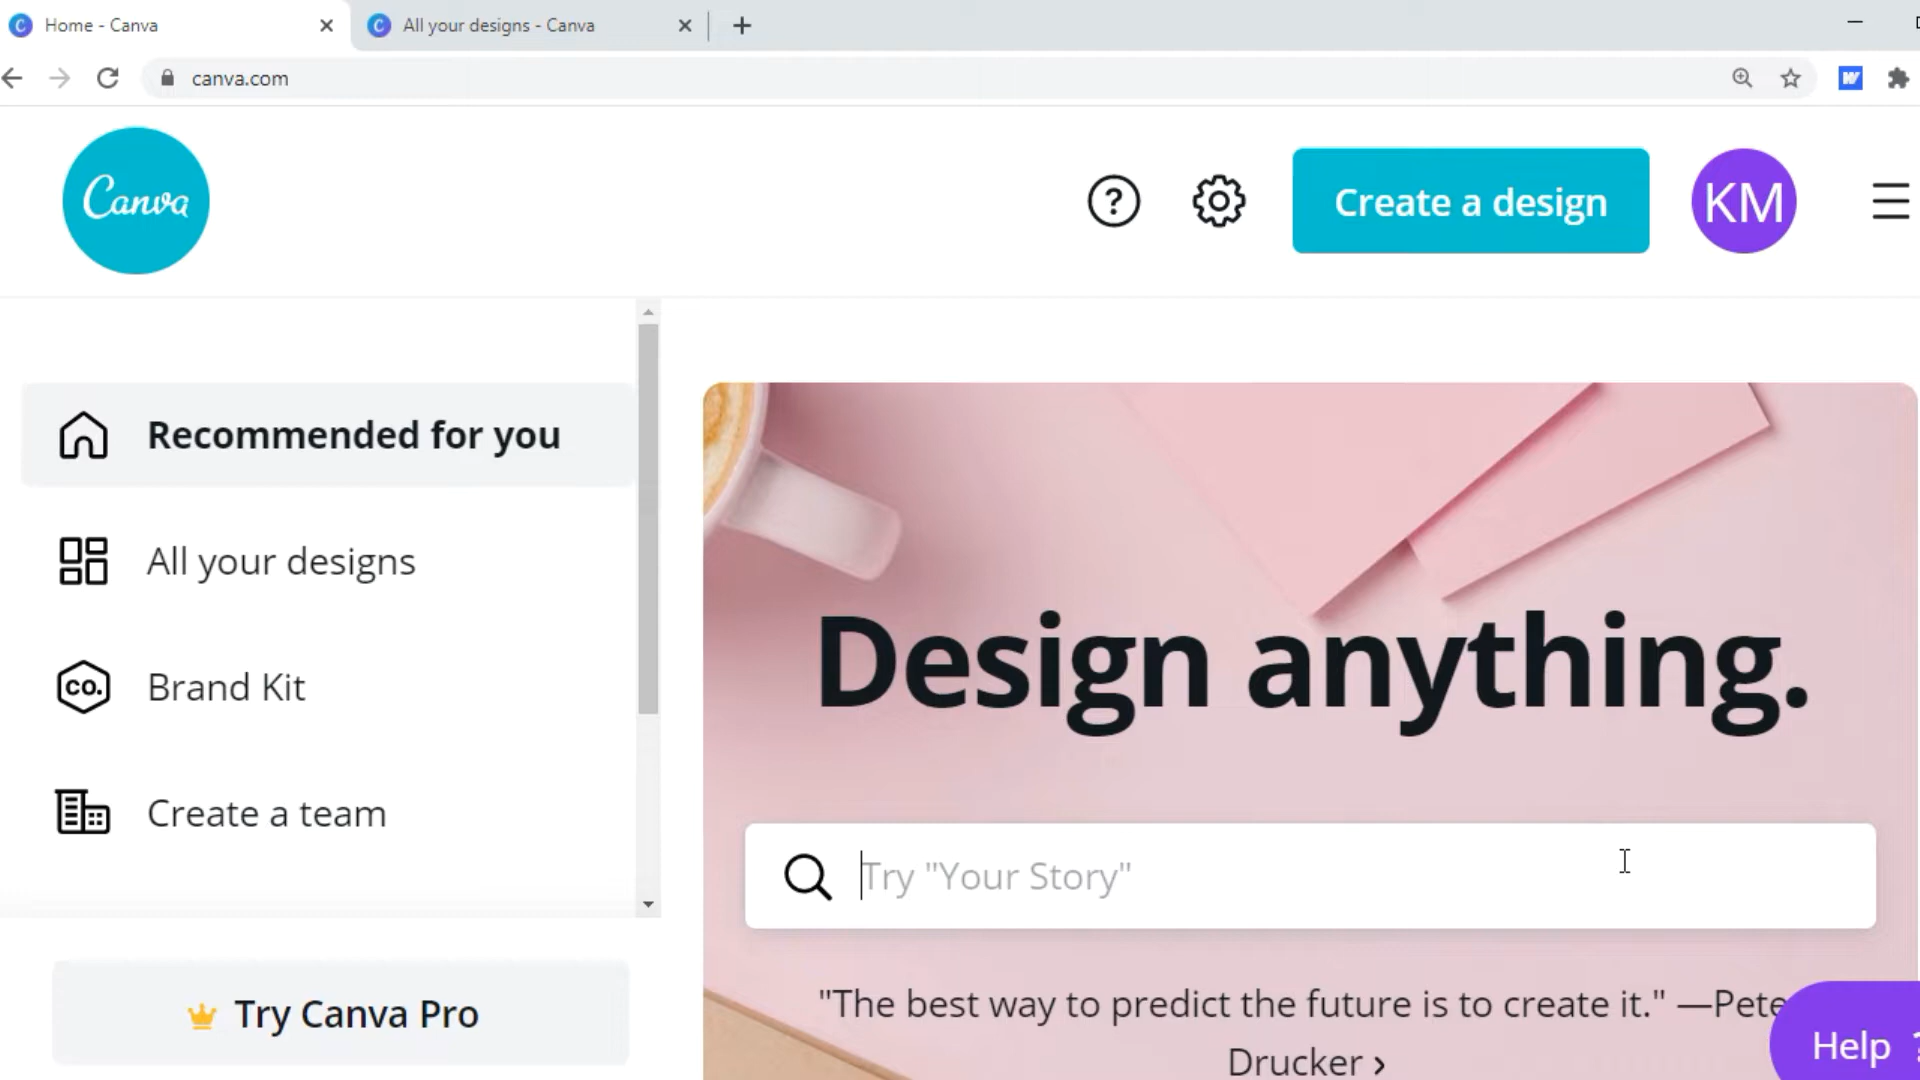 Home - Canva
All your designs - Canva
canva.com
Canva
Create a design
KM
Recommended for you
All your designs
co.
Brand Kit
Create a team
Try Canva Pro
Design anything.
Try "Your Story"
"The best way to predict the future is to create it." —Pete
Drucker ›
Help ?